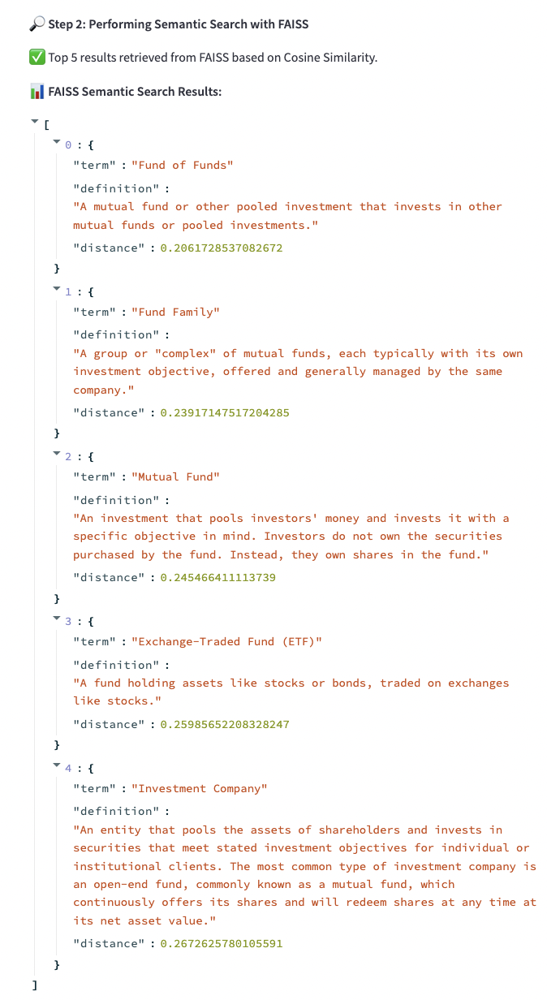 🔎 Step 2: Performing Semantic Search with FAISS
✅ Top 5 results retrieved from FAISS based on Cosine Similarity.
📊 FAISS Semantic Search Results:
[
0 : {
"term" : "Fund of Funds"
"definition" :
"A mutual fund or other pooled investment that invests in other
mutual funds or pooled investments."
"distance" : 0.2061728537082672
}
1 : {
"term" : "Fund Family"
"definition" :
"A group or "complex" of mutual funds, each typically with its own
investment objective, offered and generally managed by the same
company."
"distance" : 0.23917147517204285
}
2 : {
"term" : "Mutual Fund"
"definition" :
"An investment that pools investors' money and invests it with a
specific objective in mind. Investors do not own the securities
purchased by the fund. Instead, they own shares in the fund."
"distance" : 0.245466411113739
}
3 : {
"term" : "Exchange-Traded Fund (ETF)"
"definition" :
"A fund holding assets like stocks or bonds, traded on exchanges
like stocks."
"distance" : 0.25985652208328247
}
4 : {
"term" : "Investment Company"
"definition" :
"An entity that pools the assets of shareholders and invests in
securities that meet stated investment objectives for individual or
institutional clients. The most common type of investment company is
an open-end fund, commonly known as a mutual fund, which
continuously offers its shares and will redeem shares at any time at
its net asset value."
"distance" : 0.2672625780105591
}
]